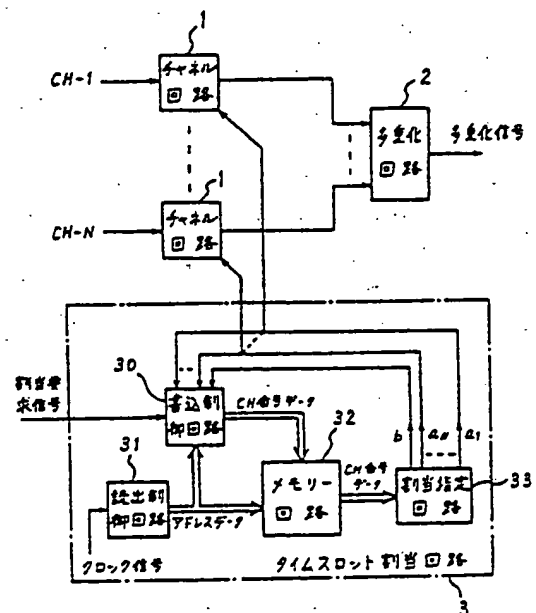 1
チャネル
回路
CH-1
2
多重化
回路
多重化信号
1
チャネル
回路
CH-N
30
書込制
御回路
割当要
求信号
CH番号データ
32
31
読出制
御回路
アドレスデータ
メモリー
回路
CH番号
データ
b
aN
a1
割当指定
回路
33
クロック信号
タイムスロット割当回路
3